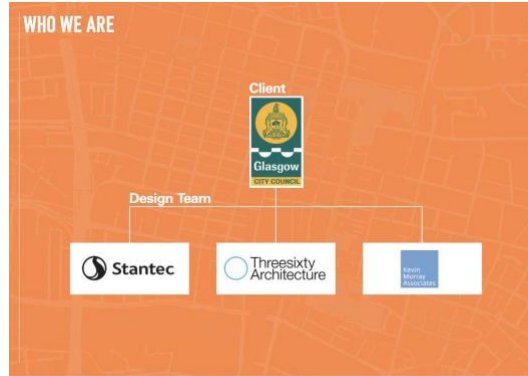 WHO WE ARE
Client
Glasgow
CITY COUNCIL
Design Team
Stantec
Threesixty
Architecture
Kevin
Murray
Associates